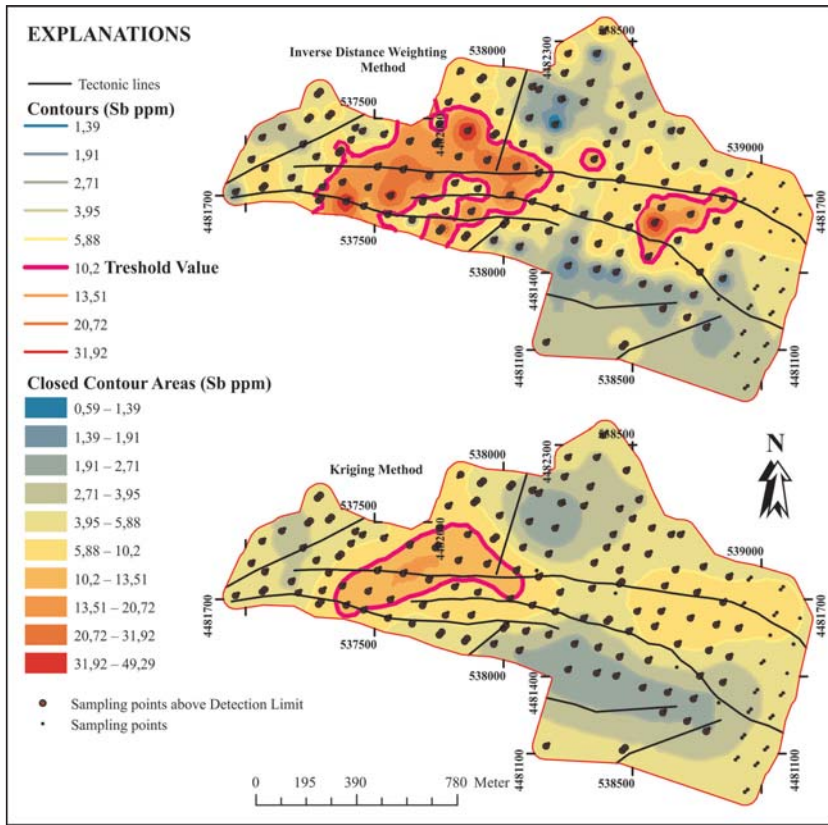 EXPLANATIONS
Tectonic lines
Contours (Sb ppm)
1,39
1,91
2,71
3,95
5,88
10,2 Treshold Value
13,51
20,72
31,92
Closed Contour Areas (Sb ppm)
0,59 – 1,39
1,39 – 1,91
1,91 – 2,71
2,71 – 3,95
3,95 – 5,88
5,88 – 10,2
10,2 – 13,51
13,51 – 20,72
20,72 – 31,92
31,92 – 49,29
Sampling points above Detection Limit
Sampling points
Inverse Distance Weighting
Method
538000
4482300
538500
537500
4482000
539000
4481700
4481700
537500
538000
4481400
4481100
538500
4481100
Kriging Method
538000
4482300
538500
537500
4482000
539000
4481700
4481700
537500
538000
4481400
4481100
538500
4481100
N
0 195 390 780 Meter